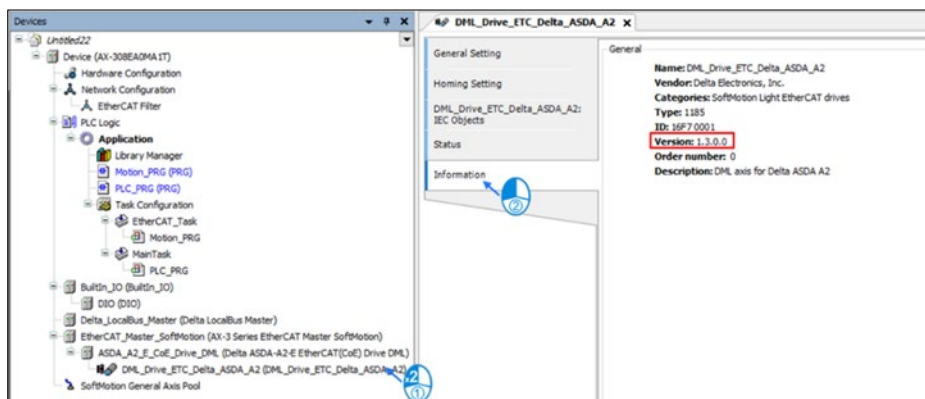 Devices
Untitled22
Device (AX-308EA0MA1T)
Hardware Configuration
Network Configuration
EtherCAT Filter
PLC Logic
Application
Library Manager
Motion_PRG (PRG)
PLC_PRG (PRG)
Task Configuration
EtherCAT_Task
Motion_PRG
MainTask
PLC_PRG
BuiltIn_IO (BuiltIn_IO)
DIO (DIO)
Delta_LocalBus_Master (Delta LocalBus Master)
EtherCAT_Master_SoftMotion (AX-3 Series EtherCAT Master SoftMotion)
ASDA_A2_E_CoE_Drive_DML (Delta ASDA-A2-E EtherCAT(CoE) Drive DML)
DML_Drive_ETC_Delta_ASDA_A2 (DML_Drive_ETC_Delta_ASDA_A2)
x2
①
SoftMotion General Axis Pool
DML_Drive_ETC_Delta_ASDA_A2
General Setting
Homing Setting
DML_Drive_ETC_Delta_ASDA_A2:
IEC Objects
Status
Information
②
General
Name: DML_Drive_ETC_Delta_ASDA_A2
Vendor: Delta Electronics, Inc.
Categories: SoftMotion Light EtherCAT drives
Type: 1185
ID: 16F7 0001
Version: 1.3.0.0
Order number: 0
Description: DML axis for Delta ASDA A2